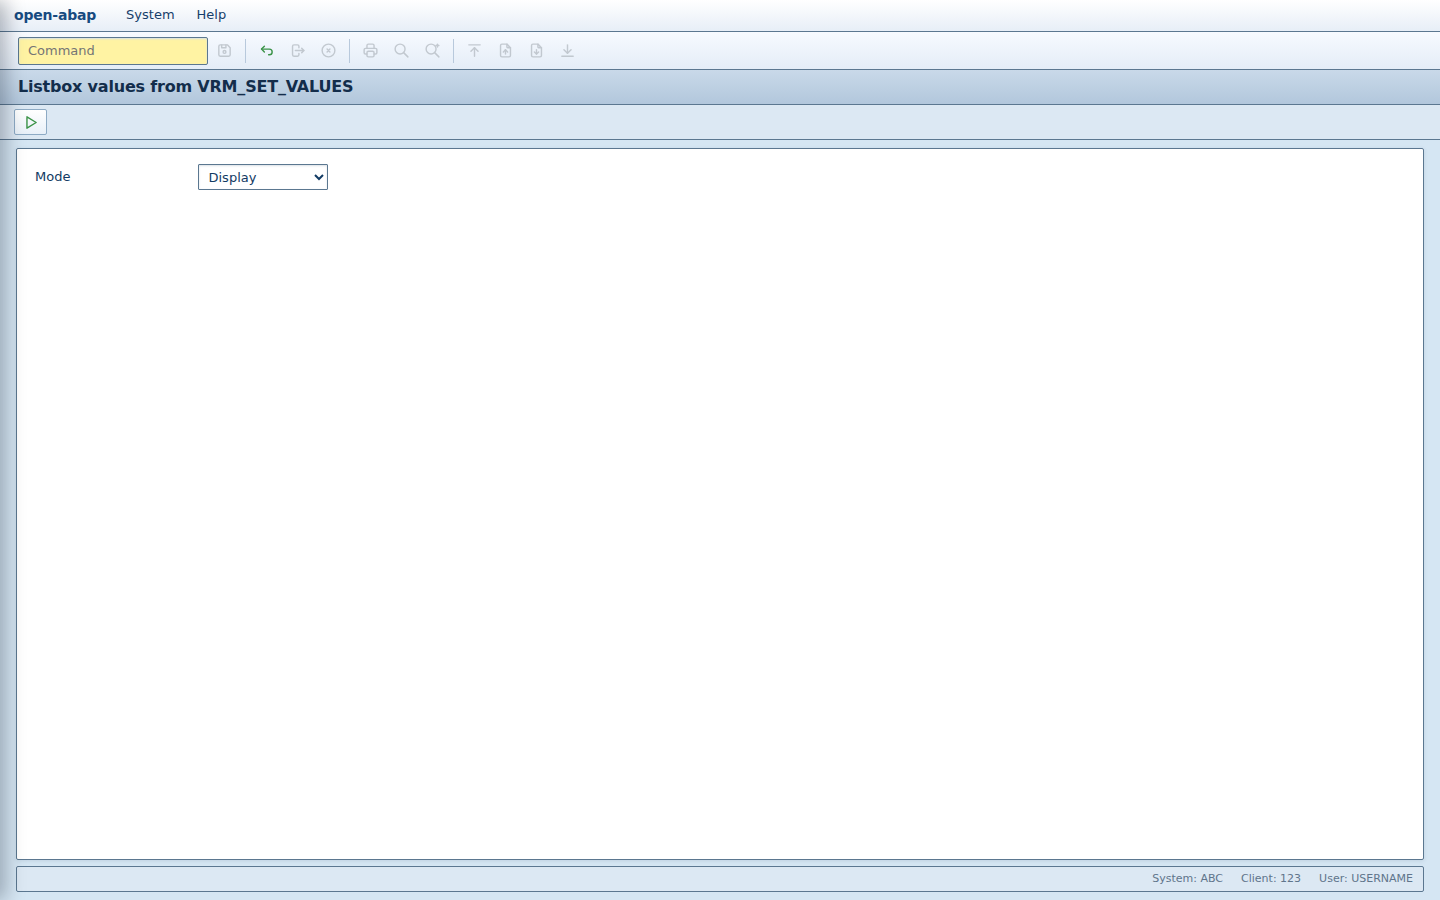 open-abap System Help
Command
Listbox values from VRM_SET_VALUES
Mode Display
System: ABC Client: 123 User: USERNAME